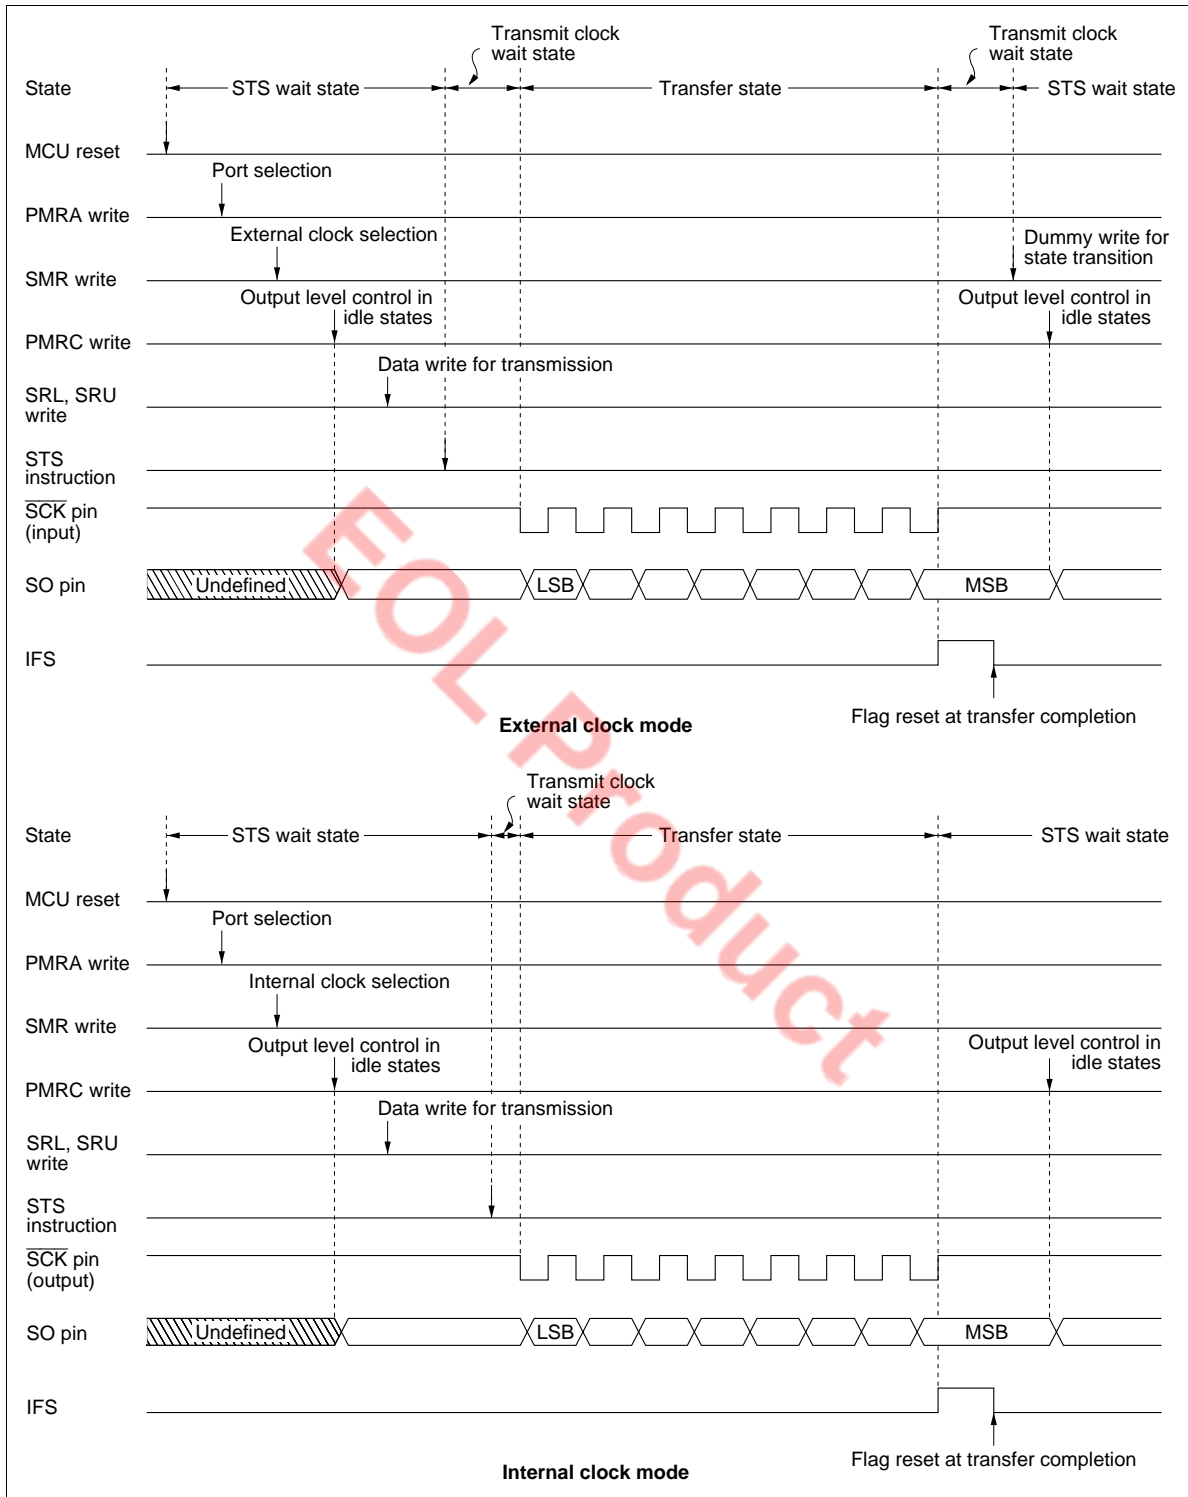 Transmit clock
wait state
Transmit clock
wait state
State
STS wait state
Transfer state
STS wait state
MCU reset
Port selection
PMRA write
External clock selection
Dummy write for
state transition
SMR write
Output level control in
idle states
Output level control in
idle states
PMRC write
Data write for transmission
SRL, SRU
write
STS
instruction
SCK pin
(input)
SO pin
Undefined
LSB
MSB
IFS
Flag reset at transfer completion
External clock mode
Transmit clock
wait state
State
STS wait state
Transfer state
STS wait state
MCU reset
Port selection
PMRA write
Internal clock selection
SMR write
Output level control in
idle states
Output level control in
idle states
PMRC write
Data write for transmission
SRL, SRU
write
STS
instruction
SCK pin
(output)
SO pin
Undefined
LSB
MSB
IFS
Flag reset at transfer completion
Internal clock mode
EOL Product